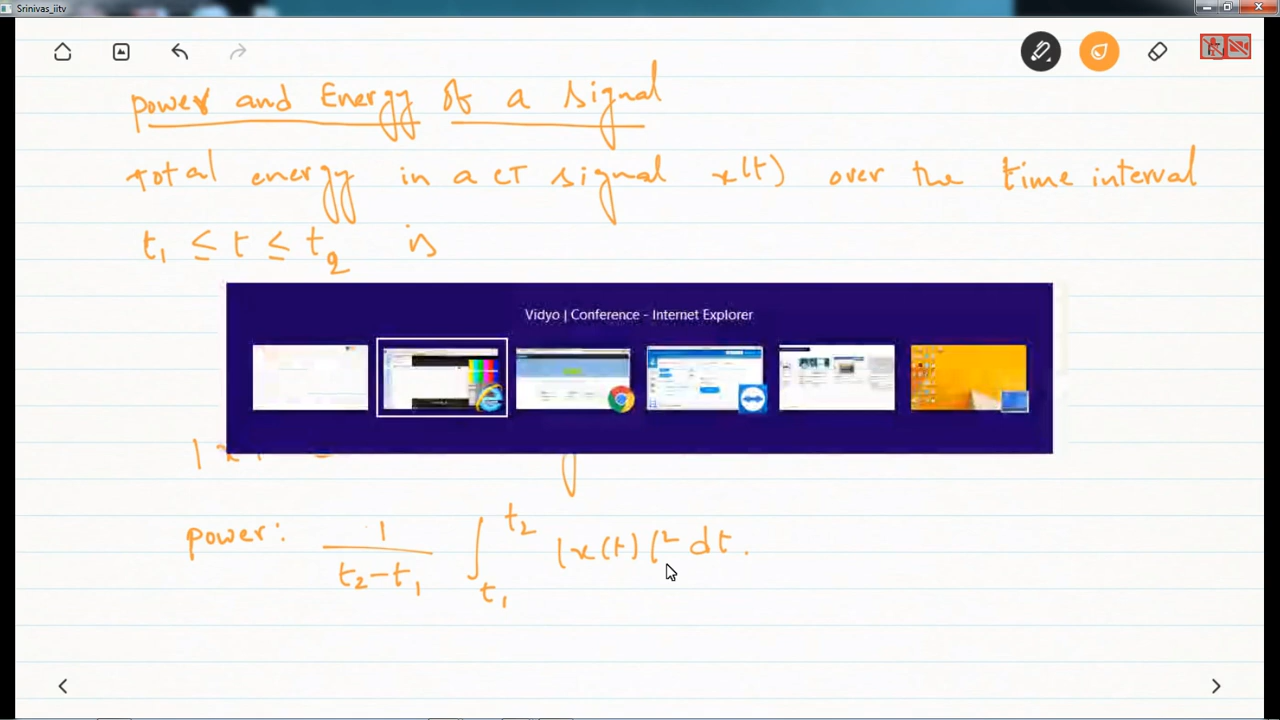 Srinivas_iitv
power and Energy of a signal
Total energy in a CT signal x(t) over the time interval
t₁ ≤ t ≤ t₂ is
Vidyo | Conference - Internet Explorer
power: 1/(t₂-t₁) ∫_{t₁}^{t₂} |x(t)|² dt.